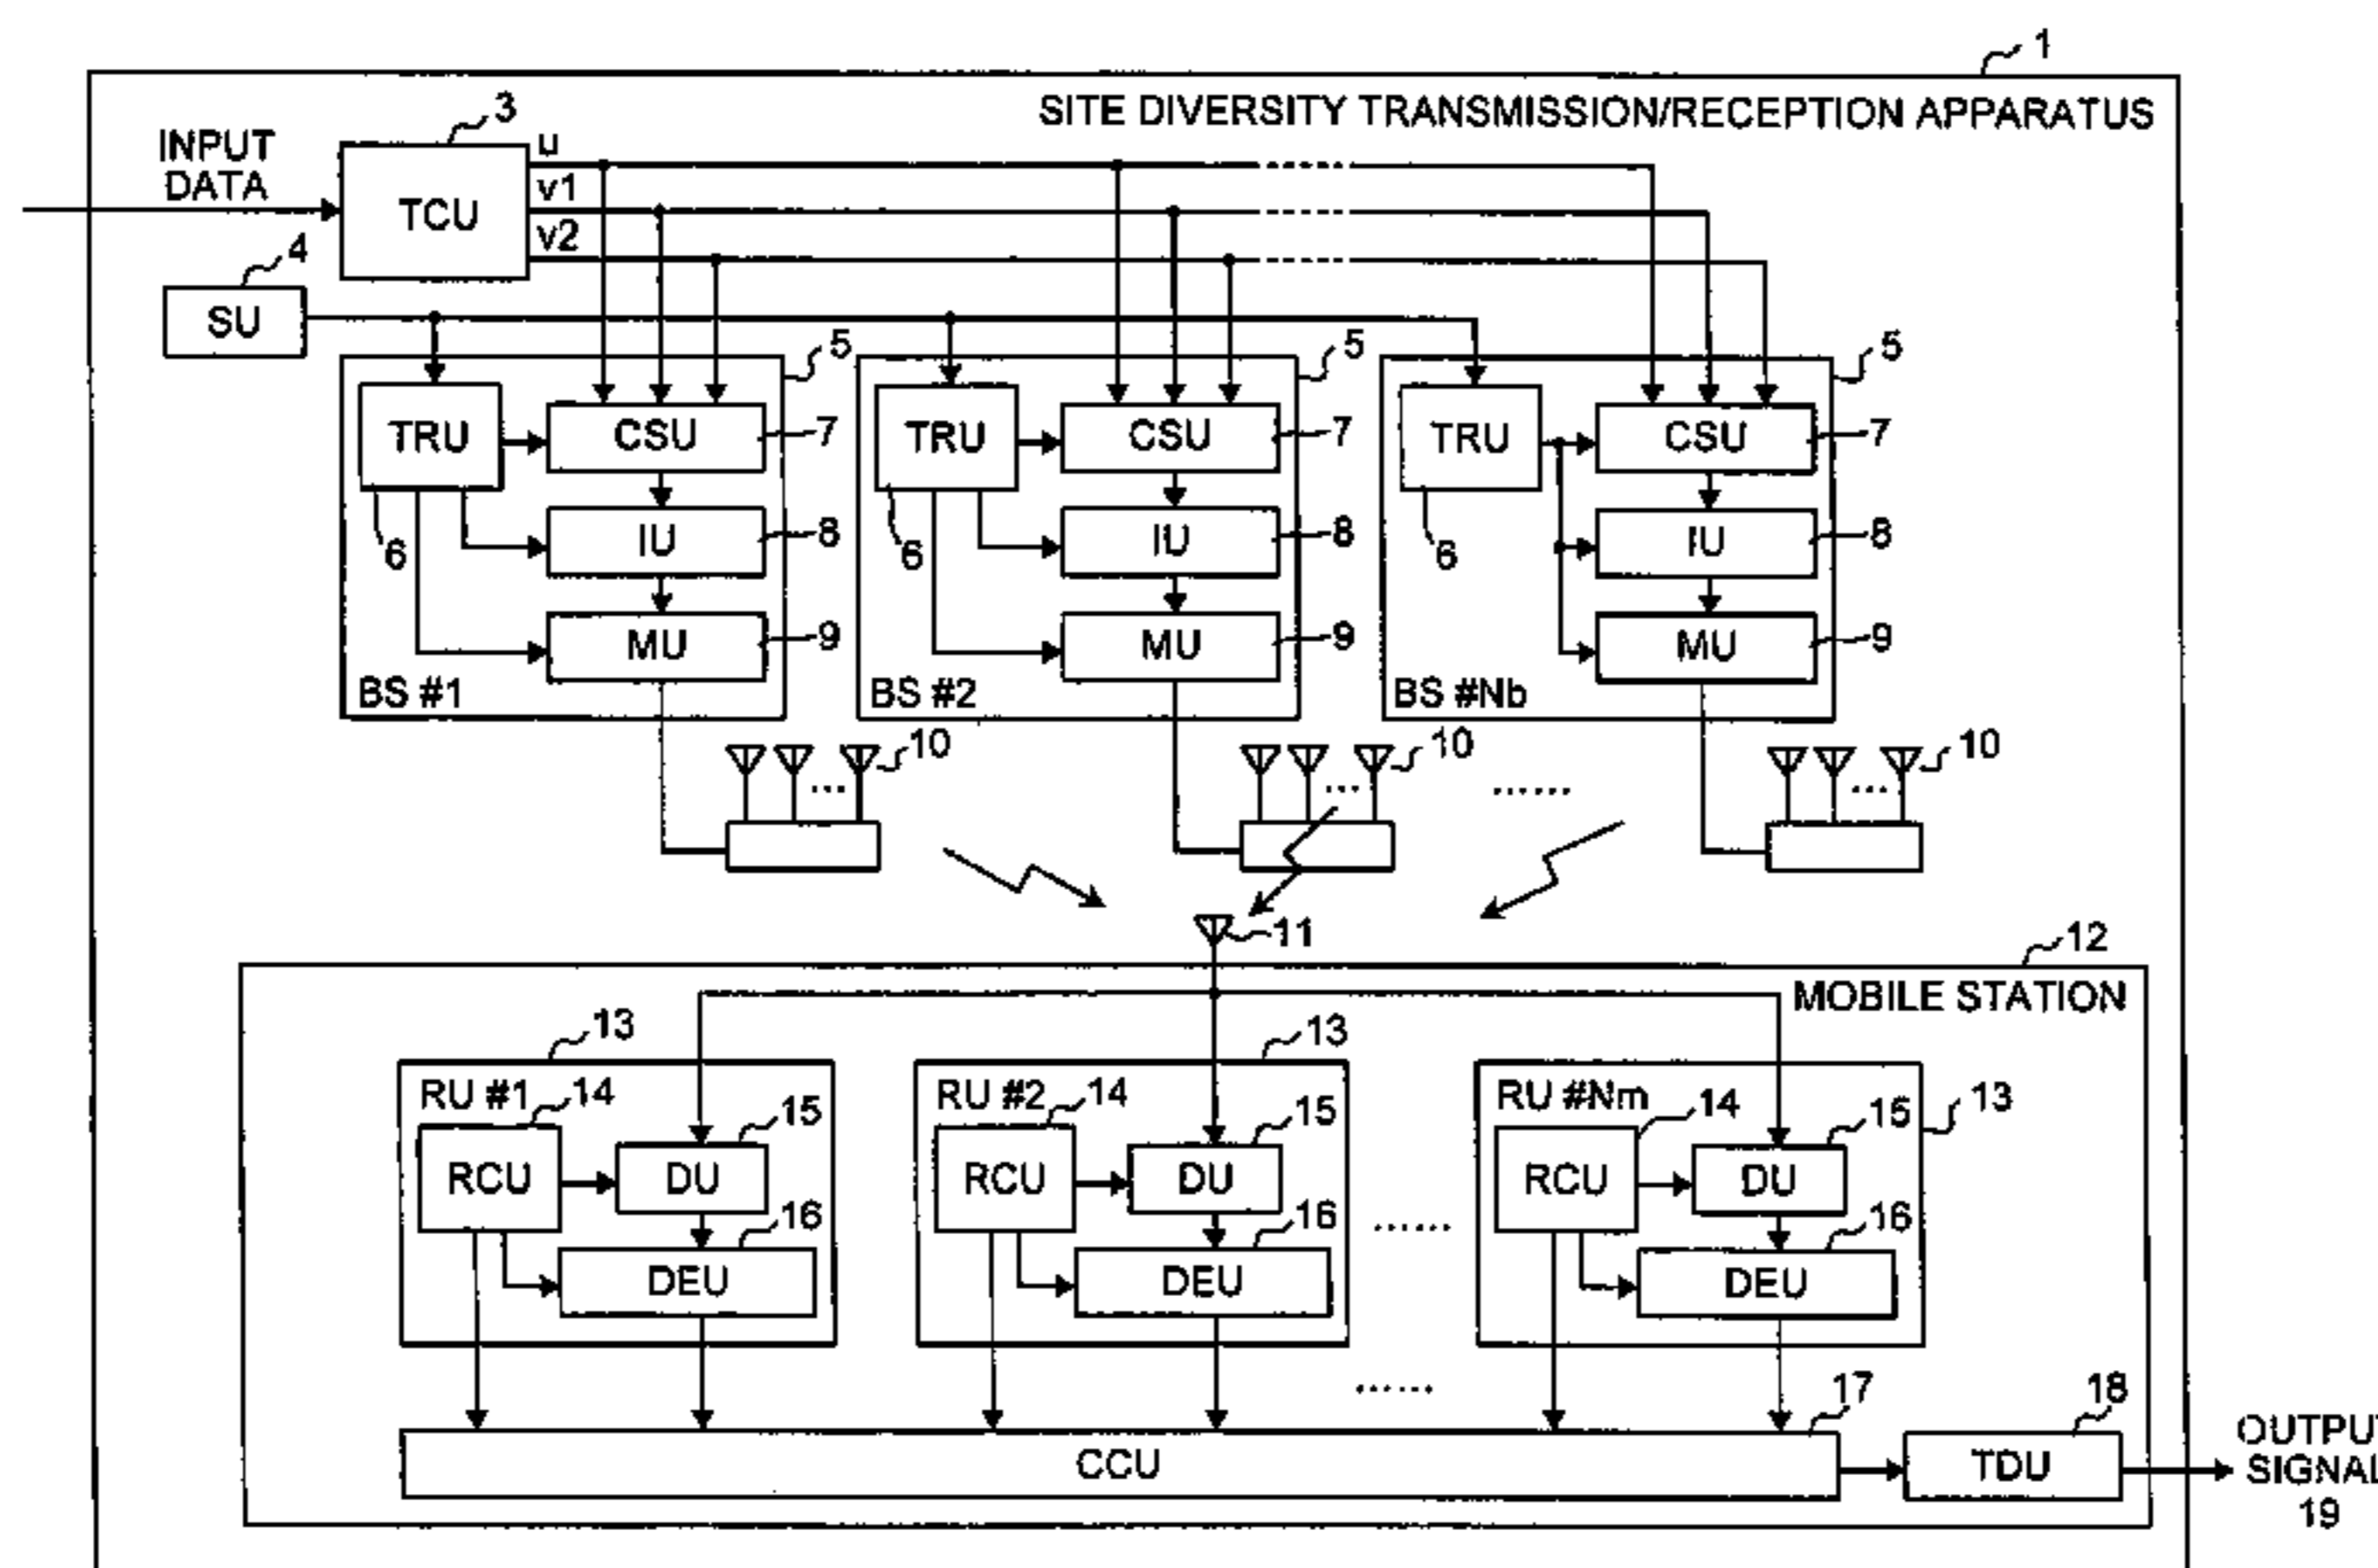 1
SITE DIVERSITY TRANSMISSION/RECEPTION APPARATUS
INPUT
DATA
3
TCU
u
v1
v2
4
SU
5
5
5
TRU
CSU
7
TRU
CSU
7
TRU
CSU
7
6
IU
8
6
IU
8
6
IU
8
MU
9
MU
9
MU
9
BS #1
BS #2
BS #Nb
10
10
10
...
...
......
...
11
12
MOBILE STATION
13
13
13
RU #1
14
15
RU #2
14
15
RU #Nm
14
15
RCU
DU
RCU
DU
RCU
DU
16
16
16
DEU
DEU
......
DEU
......
17
18
CCU
TDU
OUTPUT
SIGNAL
19